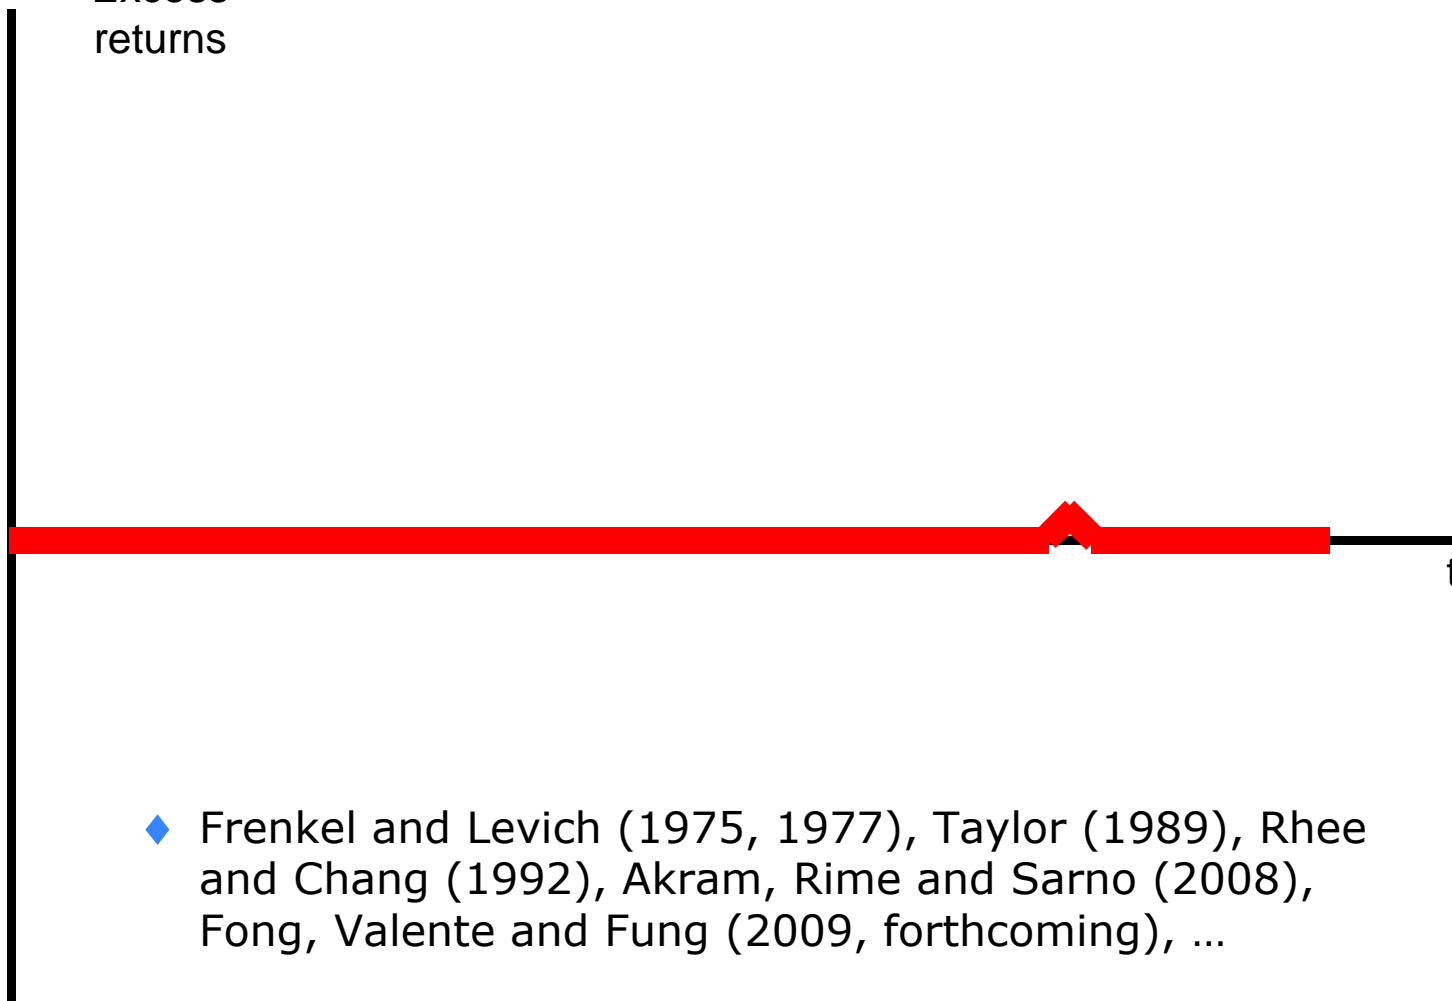 Excess
returns
t
♦ Frenkel and Levich (1975, 1977), Taylor (1989), Rhee
and Chang (1992), Akram, Rime and Sarno (2008),
Fong, Valente and Fung (2009, forthcoming), …